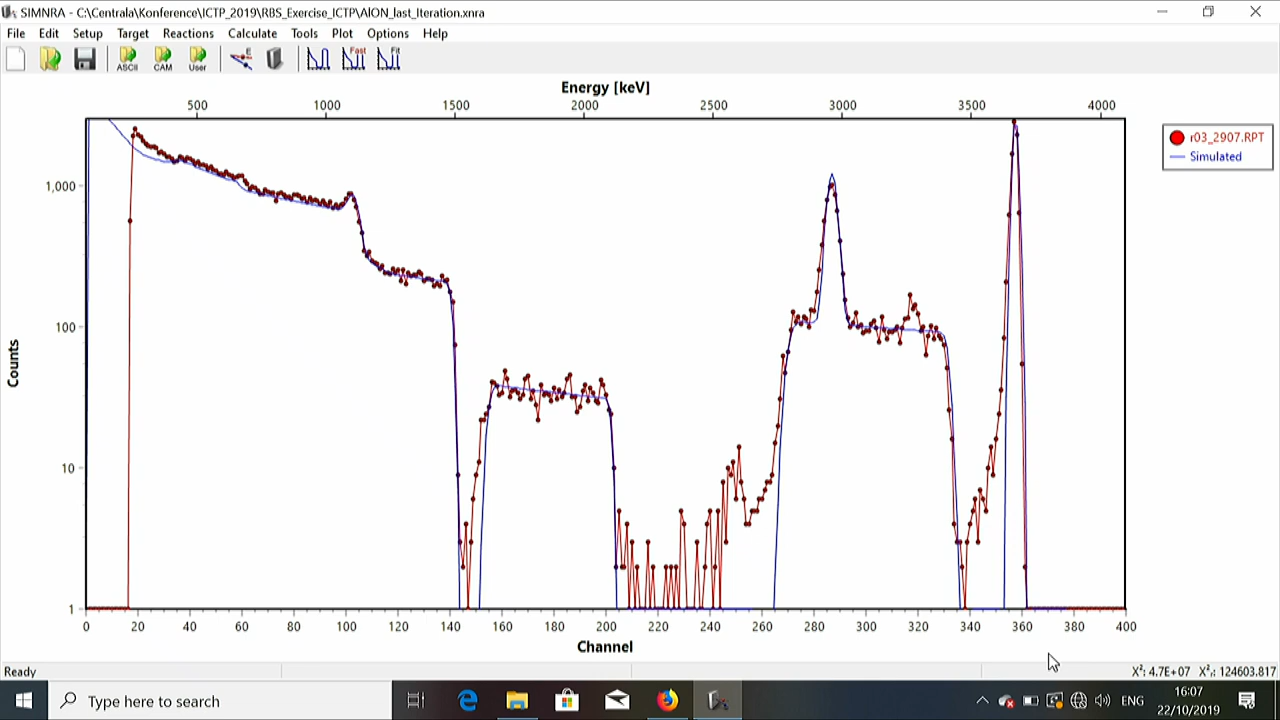 SIMNRA - C:\Centrala\Konference\ICTP_2019\RBS_Exercise_ICTP\AlON_last_Iteration.xnra
File Edit Setup Target Reactions Calculate Tools Plot Options Help
ASCII CAM User E Fast Fit
Energy [keV]
500 1000 1500 2000 2500 3000 3500 4000
r03_2907.RPT
Simulated
1,000
100
10
1
Counts
0 20 40 60 80 100 120 140 160 180 200 220 240 260 280 300 320 340 360 380 400
Channel
Ready
X²: 4.7E+07 X²ᵣ: 124603.817
Type here to search
ENG
16:07
22/10/2019